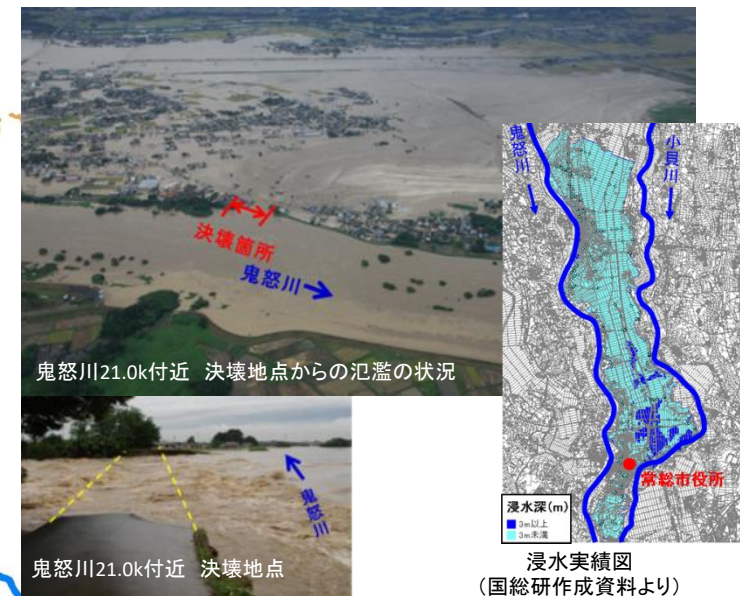 決壊箇所
鬼怒川
鬼怒川21.0k付近 決壊地点からの氾濫の状況
鬼怒川
鬼怒川21.0k付近 決壊地点
鬼怒川
小貝川
常総市役所
浸水深(m)
3m以上
3m未満
浸水実績図
(国総研作成資料より)